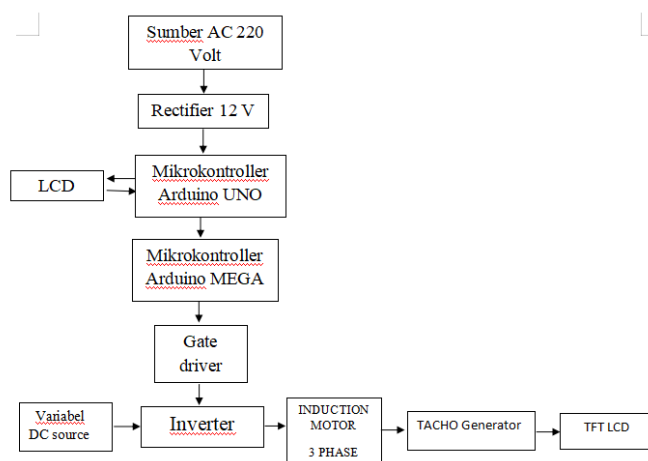 Sumber AC 220
Volt
Rectifier 12 V
LCD
Mikrokontroller
Arduino UNO
Mikrokontroller
Arduino MEGA
Gate
driver
Variabel
DC source
Inverter
INDUCTION
MOTOR
3 PHASE
TACHO Generator
TFT LCD